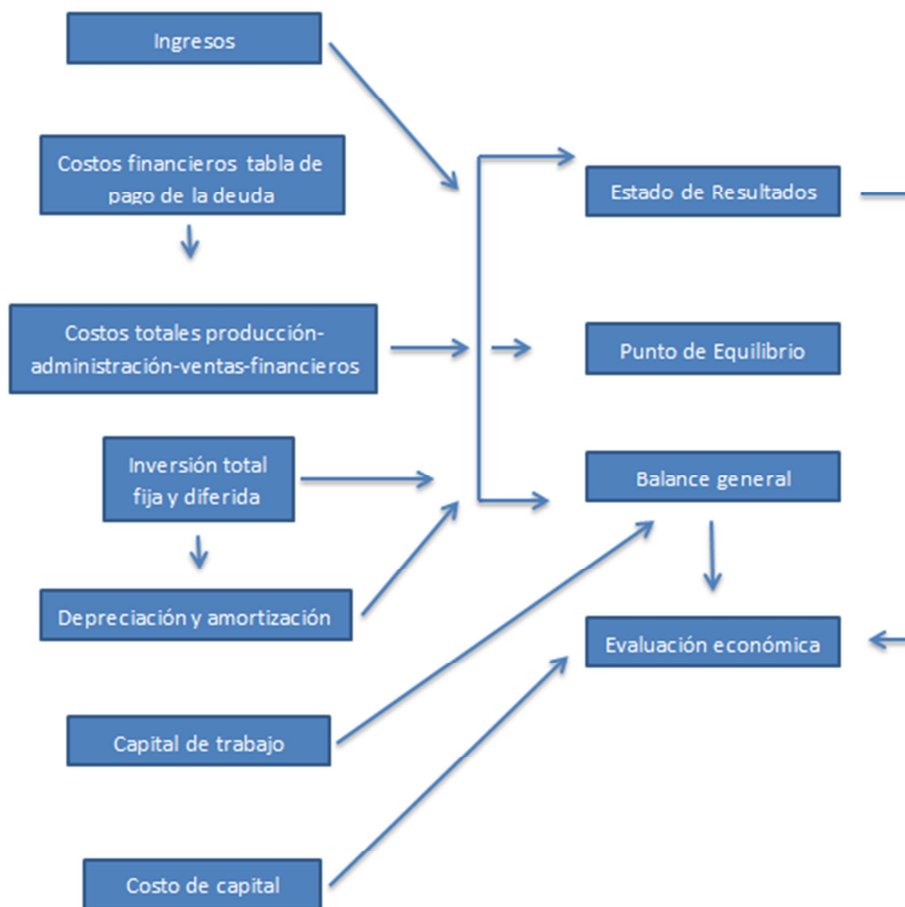 Ingresos
Costos financieros tabla de
pago de la deuda
Costos totales producción-
administración-ventas-financieros
Inversión total
fija y diferida
Depreciación y amortización
Capital de trabajo
Costo de capital
Estado de Resultados
Punto de Equilibrio
Balance general
Evaluación económica